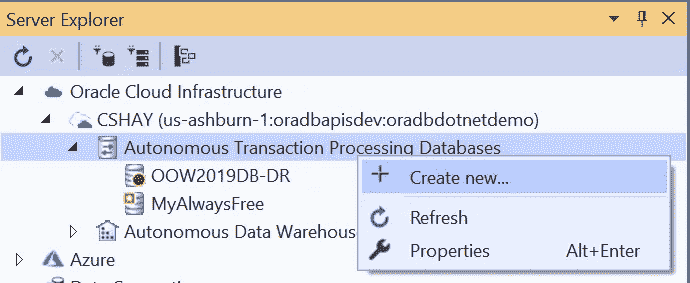 Server Explorer
Oracle Cloud Infrastructure
CSHAY (us-ashburn-1:oradbapisdev:oradbdotnetdemo)
Autonomous Transaction Processing Databases
OOW2019DB-DR
Create new...
MyAlwaysFree
Refresh
Autonomous Data Warehous
Properties Alt+Enter
Azure